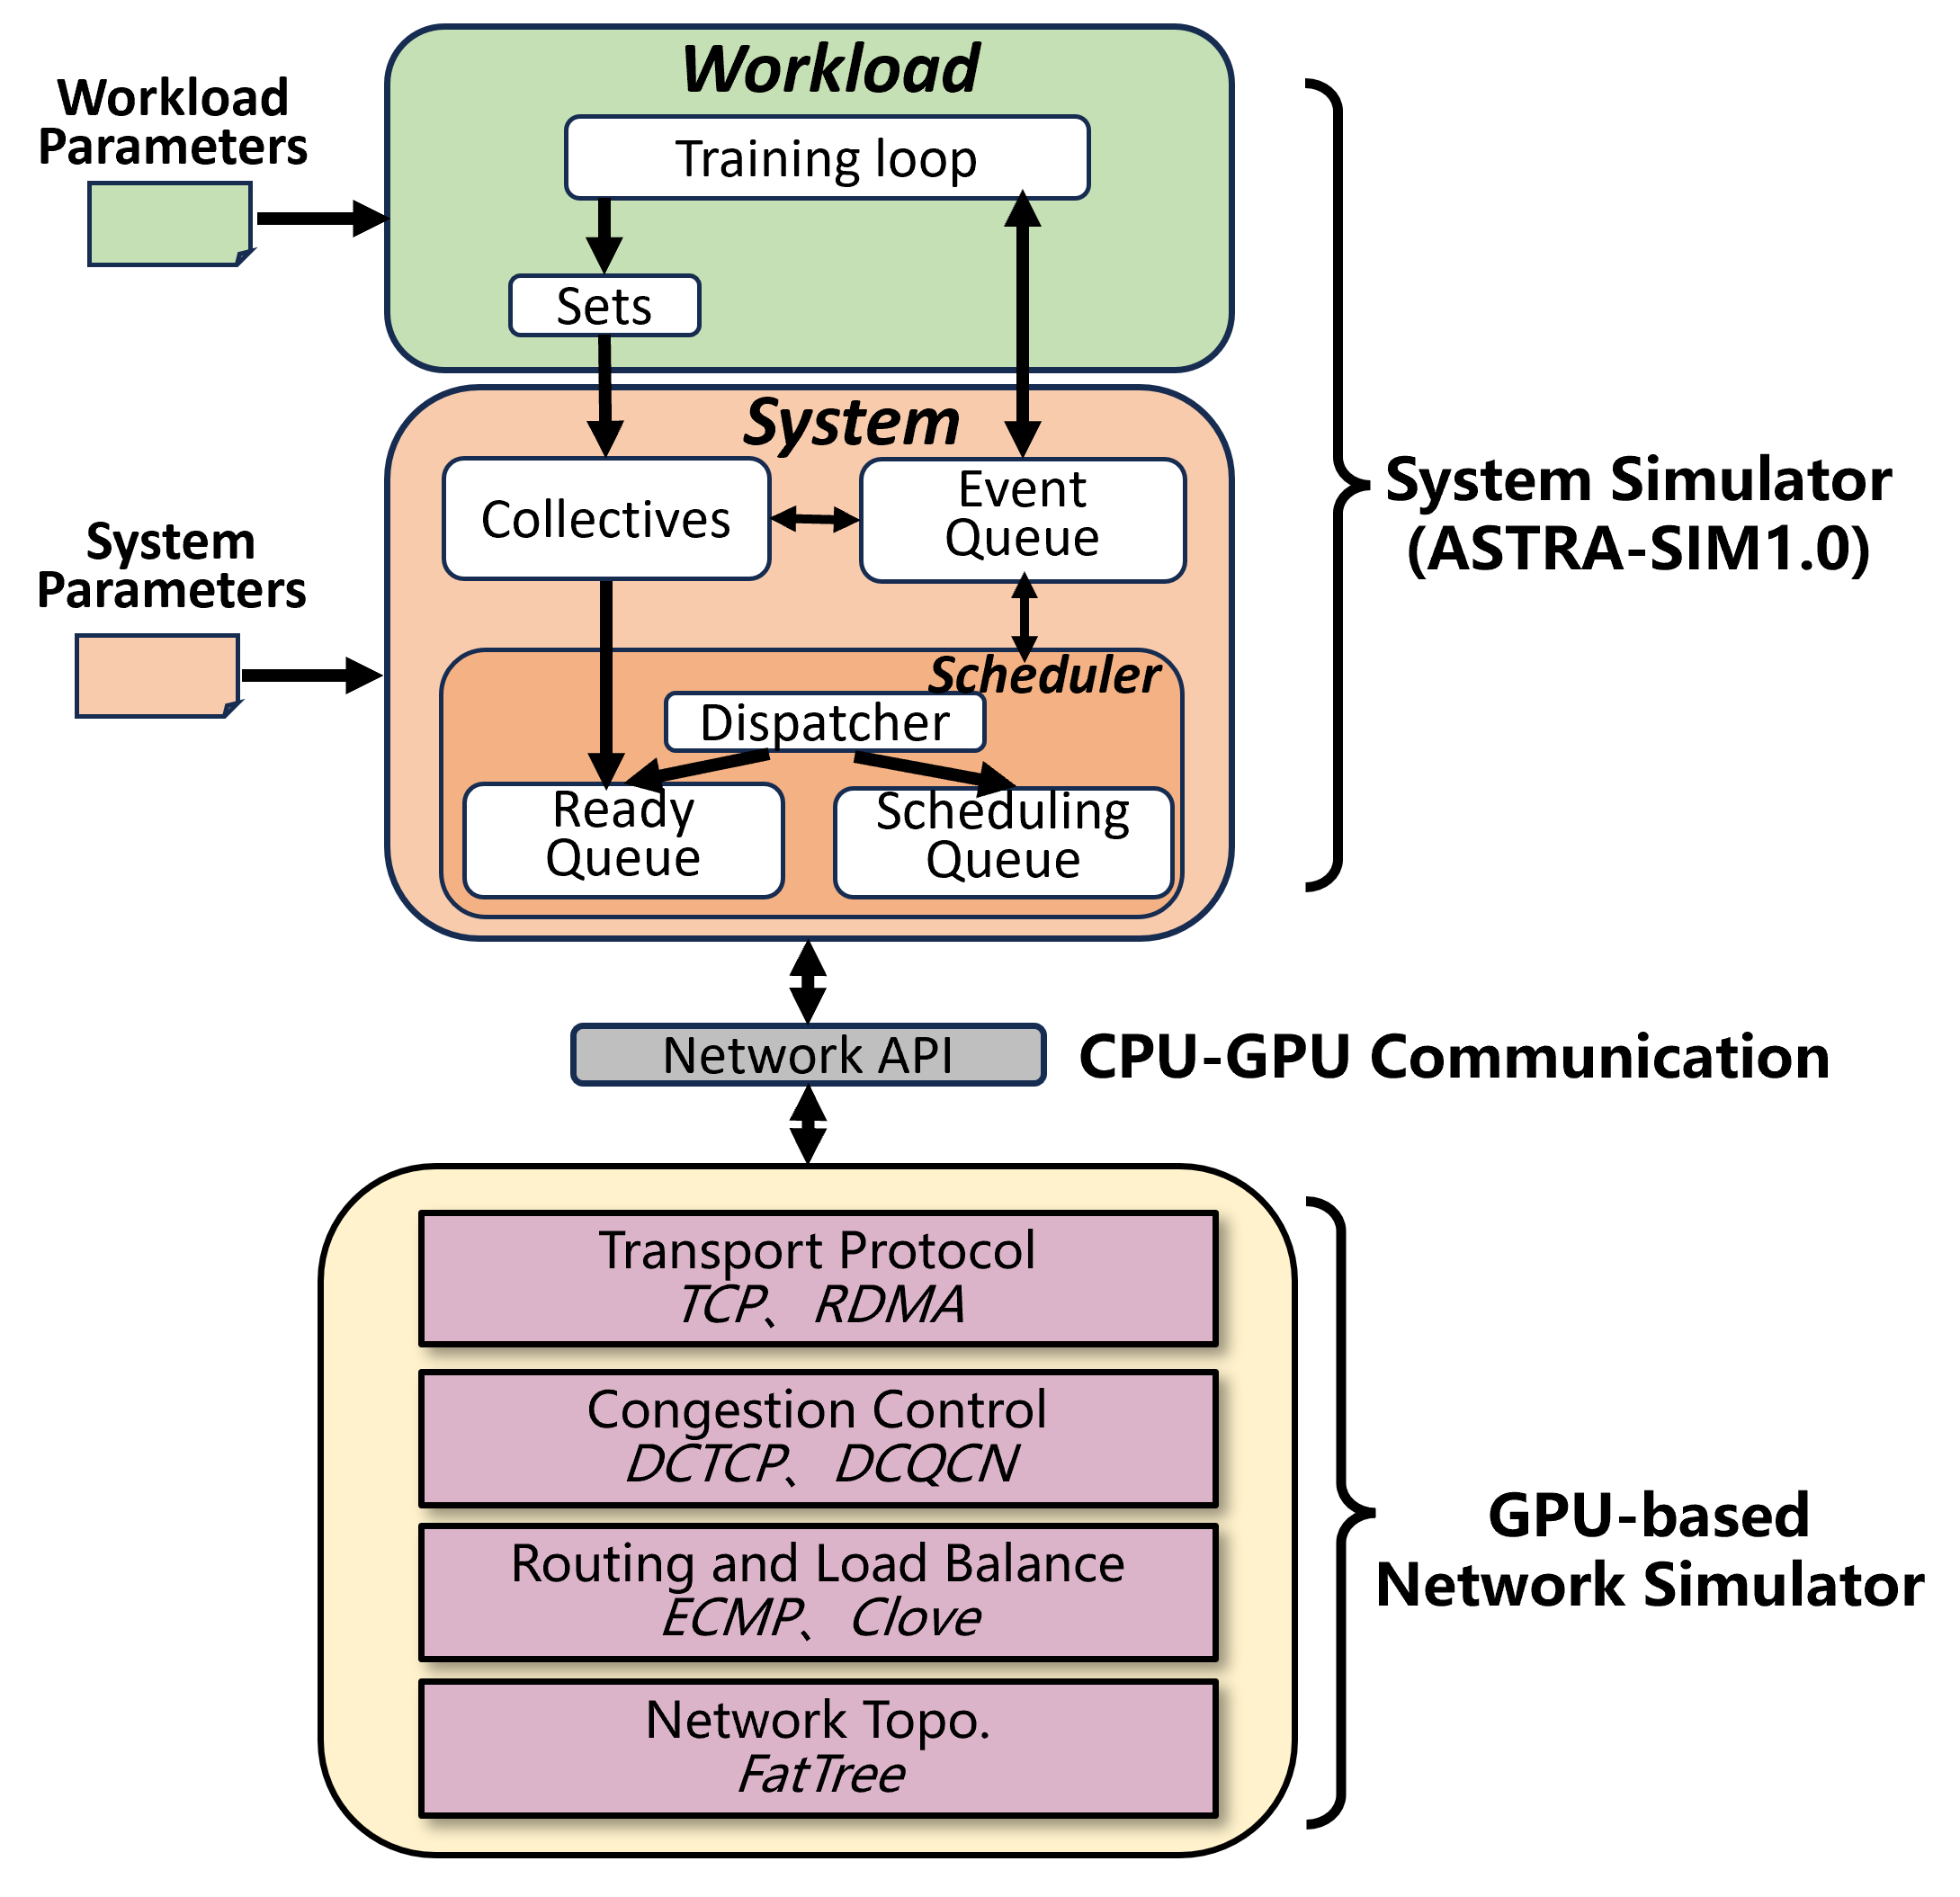 Workload
Workload
Parameters
Training loop
Sets
System
Collectives
Event
Queue
System
Parameters
Scheduler
Dispatcher
Ready
Queue
Scheduling
Queue
System Simulator
(ASTRA-SIM1.0)
Network API
CPU-GPU Communication
Transport Protocol
TCP、RDMA
Congestion Control
DCTCP、DCQCN
Routing and Load Balance
ECMP、Clove
Network Topo.
FatTree
GPU-based
Network Simulator